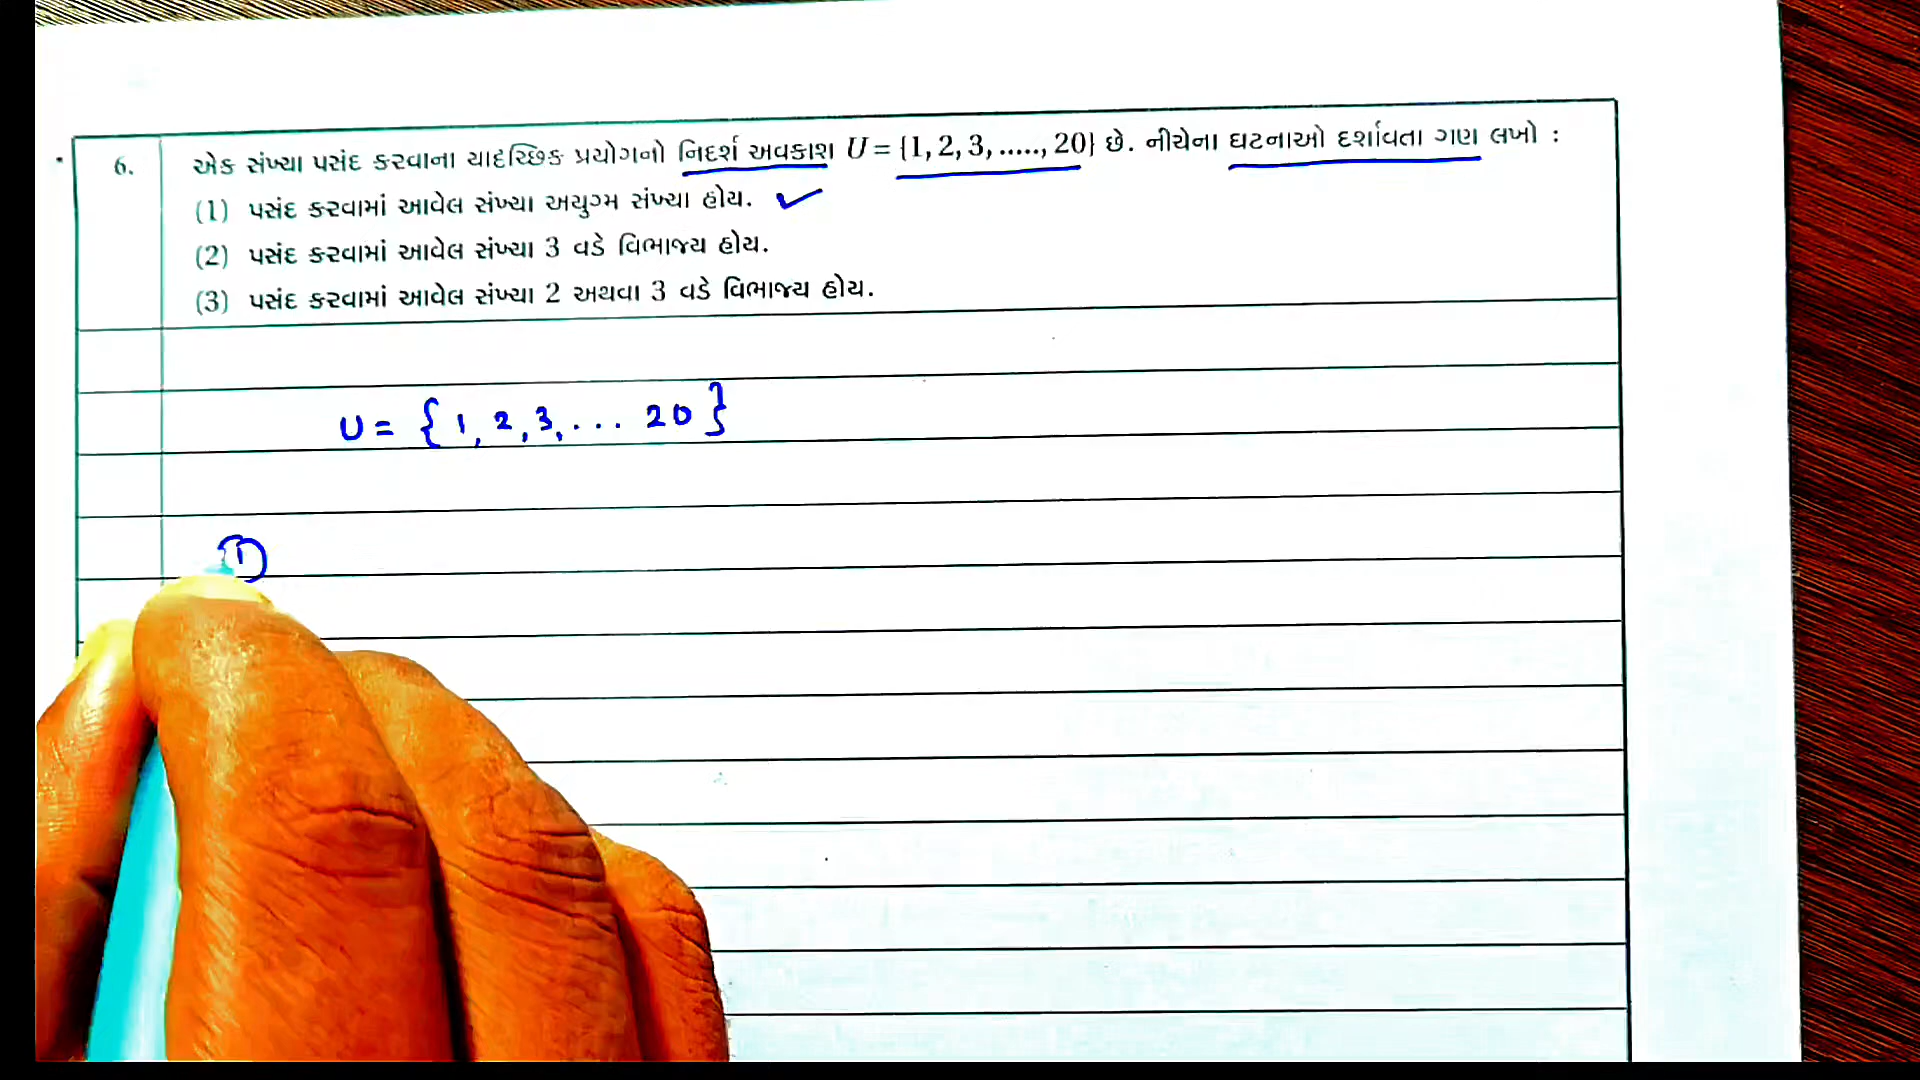 6. એક સંખ્યા પસંદ કરવાના યાદૃચ્છિક પ્રયોગનો નિદર્શ અવકાશ U = {1, 2, 3, ....., 20} છે. નીચેના ઘટનાઓ દર્શાવતા ગણ લખો :
(1) પસંદ કરવામાં આવેલ સંખ્યા અયુગ્મ સંખ્યા હોય.
(2) પસંદ કરવામાં આવેલ સંખ્યા 3 વડે વિભાજ્ય હોય.
(3) પસંદ કરવામાં આવેલ સંખ્યા 2 અથવા 3 વડે વિભાજ્ય હોય.
U = { 1, 2, 3, ... 20 }
1